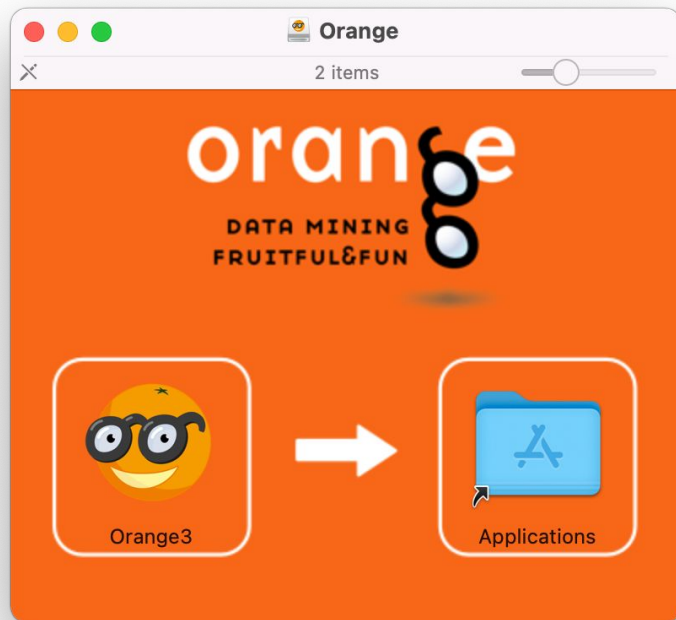 Orange
2 items
orange
DATA MINING
FRUITFUL&FUN
Orange3
Applications